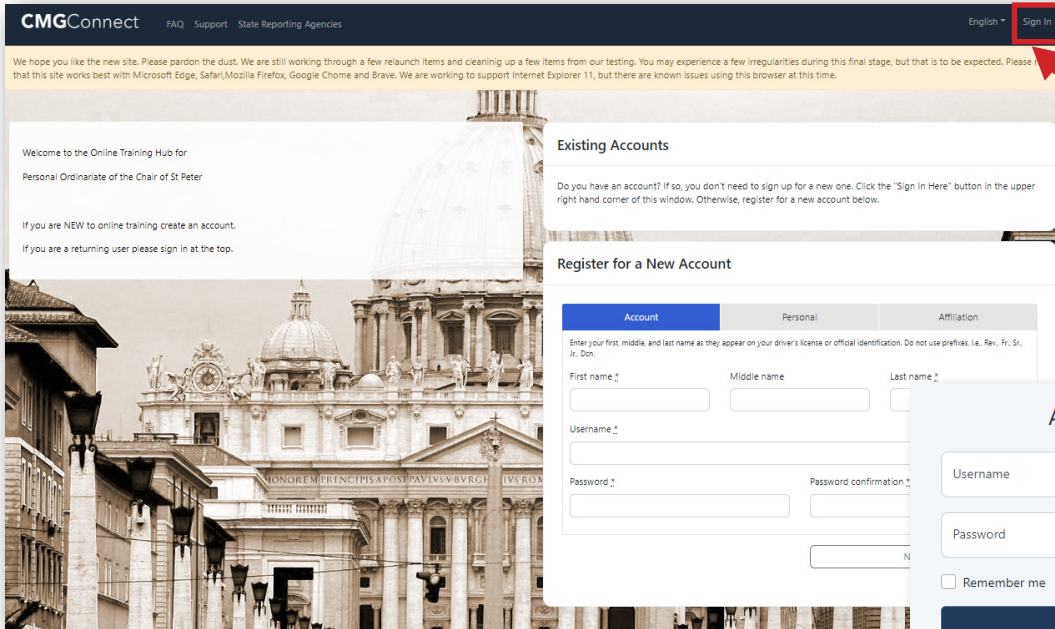 CMGConnect FAQ Support State Reporting Agencies English Sign In
We hope you like the new site. Please pardon the dust. We are still working through a few relaunch items and cleaninig up a few items from our testing. You may experience a few irregularities during this final stage, but that is to be expected. Please
that this site works best with Microsoft Edge, Safari,Mozilla Firefox, Google Chome and Brave. We are working to support Internet Explorer 11, but there are known issues using this browser at this time.
Welcome to the Online Training Hub for
Personal Ordinariate of the Chair of St Peter
If you are NEW to online training create an account.
If you are a returning user please sign in at the top.
Existing Accounts
Do you have an account? If so, you don't need to sign up for a new one. Click the "Sign In Here" button in the upper
right hand corner of this window. Otherwise, register for a new account below.
Register for a New Account
Account Personal Affiliation
Enter your first, middle, and last name as they appear on your driver's license or official identification. Do not use prefixes, i.e., Rev., Fr., Sr.,
Jr., Dcn.
First name * Middle name Last name *
Username *
Password * Password confirmation *
Username
Password
Remember me